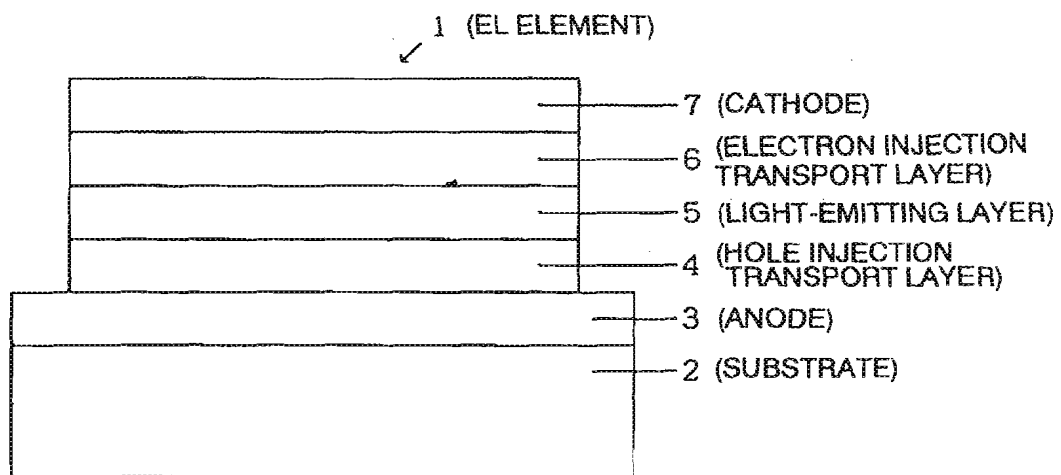 1 (EL ELEMENT)
7 (CATHODE)
6 (ELECTRON INJECTION
TRANSPORT LAYER)
5 (LIGHT-EMITTING LAYER)
4 (HOLE INJECTION
TRANSPORT LAYER)
3 (ANODE)
2 (SUBSTRATE)